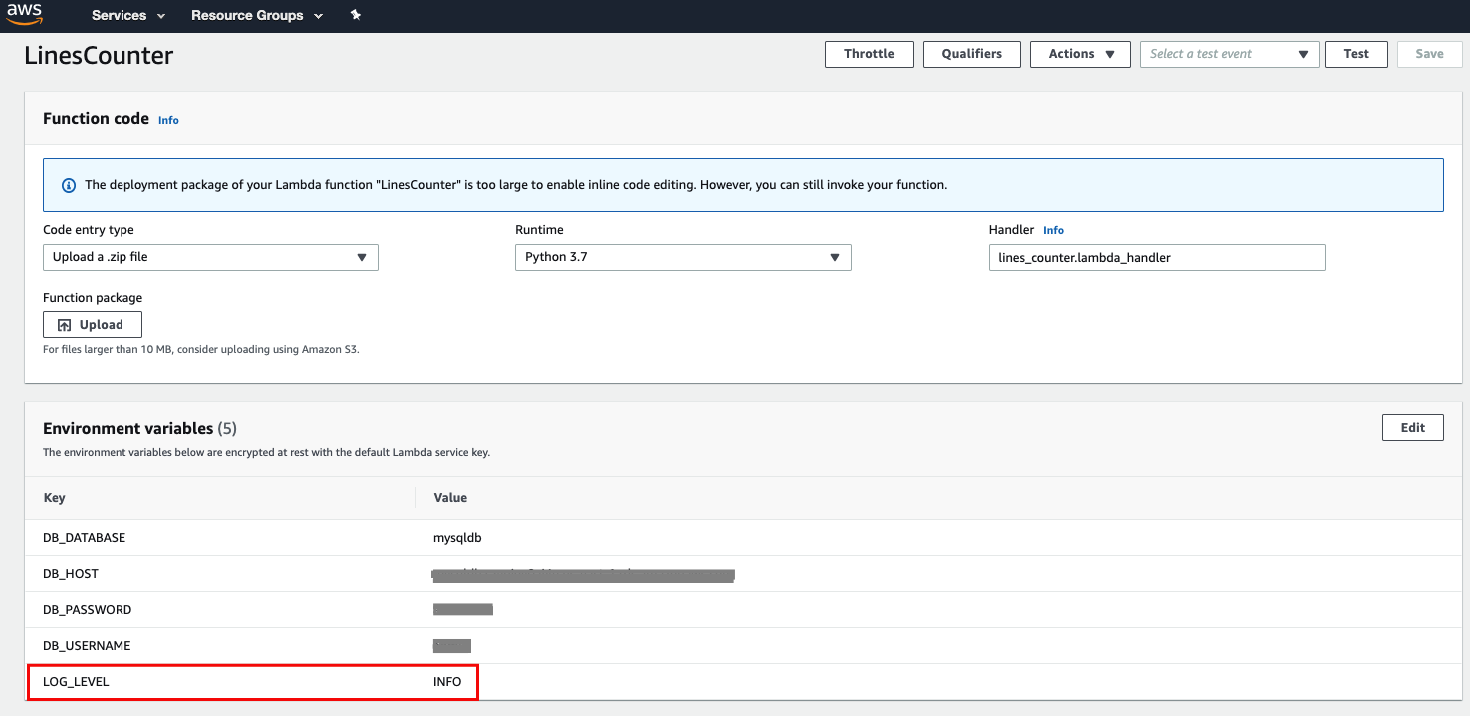 aws Services Resource Groups
LinesCounter Throttle Qualifiers Actions Select a test event Test Save
Function code Info
The deployment package of your Lambda function "LinesCounter" is too large to enable inline code editing. However, you can still invoke your function.
Code entry type Runtime Handler Info
Upload a .zip file Python 3.7 lines_counter.lambda_handler
Function package
Upload
For files larger than 10 MB, consider uploading using Amazon S3.
Environment variables (5) Edit
The environment variables below are encrypted at rest with the default Lambda service key.
Key Value
DB_DATABASE mysqldb
DB_HOST
DB_PASSWORD
DB_USERNAME
LOG_LEVEL INFO